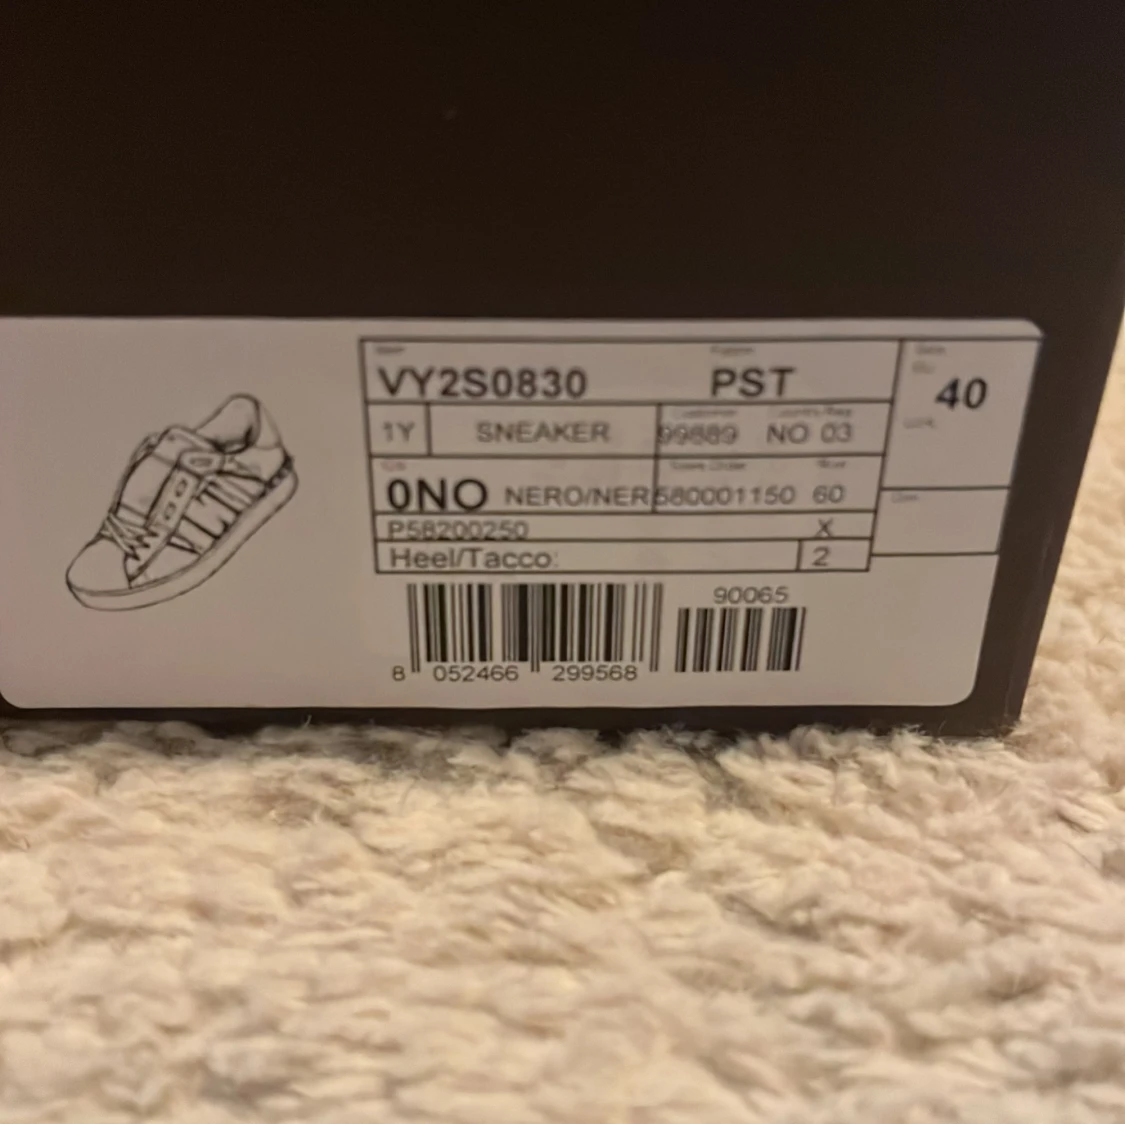 VY2S0830 PST
40
1Y SNEAKER 99889 NO 03
0NO NERO/NER 580001150 60
P58200250 X
Heel/Tacco: 2
VLTN
90065
8 052466 299568